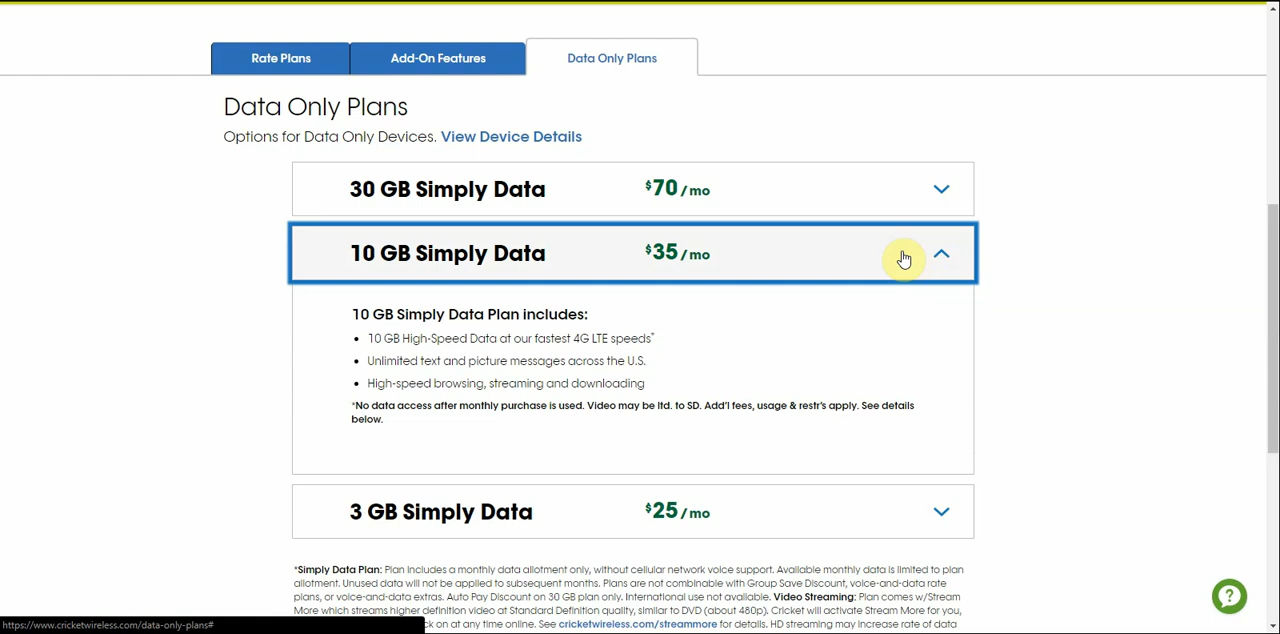 Rate Plans
Add-On Features
Data Only Plans
Data Only Plans
Options for Data Only Devices. View Device Details
30 GB Simply Data $70/mo
10 GB Simply Data $35/mo
10 GB Simply Data Plan includes:
• 10 GB High-Speed Data at our fastest 4G LTE speeds*
• Unlimited text and picture messages across the U.S.
• High-speed browsing, streaming and downloading
*No data access after monthly purchase is used. Video may be ltd. to SD. Add'l fees, usage & restr's apply. See details
below.
3 GB Simply Data $25/mo
*Simply Data Plan: Plan includes a monthly data allotment only, without cellular network voice support. Available monthly data is limited to plan
allotment. Unused data will not be applied to subsequent months. Plans are not combinable with Group Save Discount, voice-and-data rate
plans, or voice-and-data extras. Auto Pay Discount on 30 GB plan only. International use not available. Video Streaming: Plan comes w/Stream
More which streams higher definition video at Standard Definition quality, similar to DVD (about 480p). Cricket will activate Stream More for you,
ck on at any time online. See cricketwireless.com/streammore for details. HD streaming may increase rate of data
https://www.cricketwireless.com/data-only-plans#
?